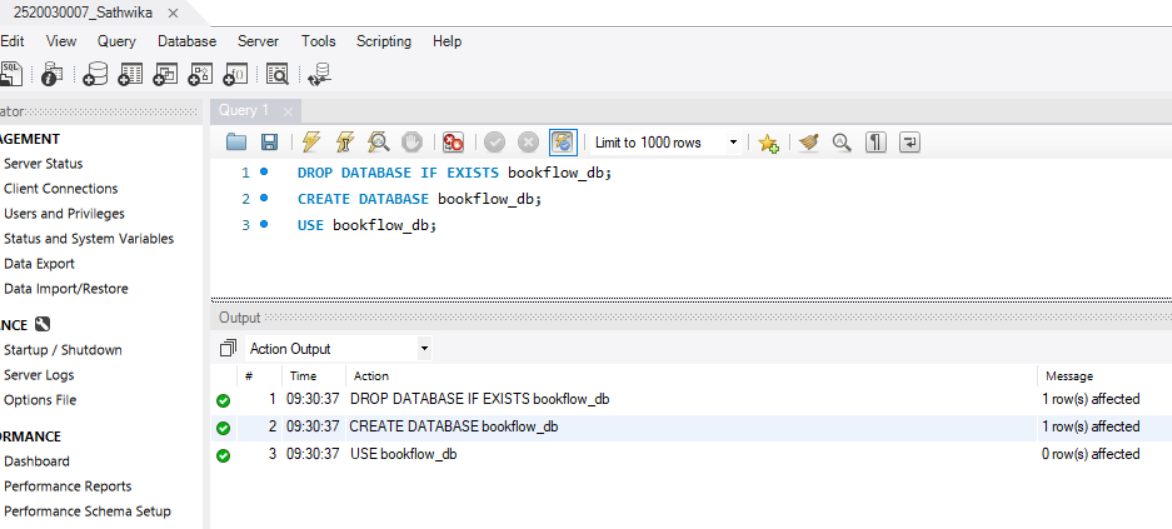 2520030007_Sathwika ×
Edit View Query Database Server Tools Scripting Help
SQL
ator
Query 1 ×
AGEMENT
Server Status
Client Connections
Users and Privileges
Status and System Variables
Data Export
Data Import/Restore
NCE
Startup / Shutdown
Server Logs
Options File
ORMANCE
Dashboard
Performance Reports
Performance Schema Setup
Limit to 1000 rows
1 DROP DATABASE IF EXISTS bookflow_db;
2 CREATE DATABASE bookflow_db;
3 USE bookflow_db;
Output
Action Output
# Time Action Message
1 09:30:37 DROP DATABASE IF EXISTS bookflow_db 1 row(s) affected
2 09:30:37 CREATE DATABASE bookflow_db 1 row(s) affected
3 09:30:37 USE bookflow_db 0 row(s) affected